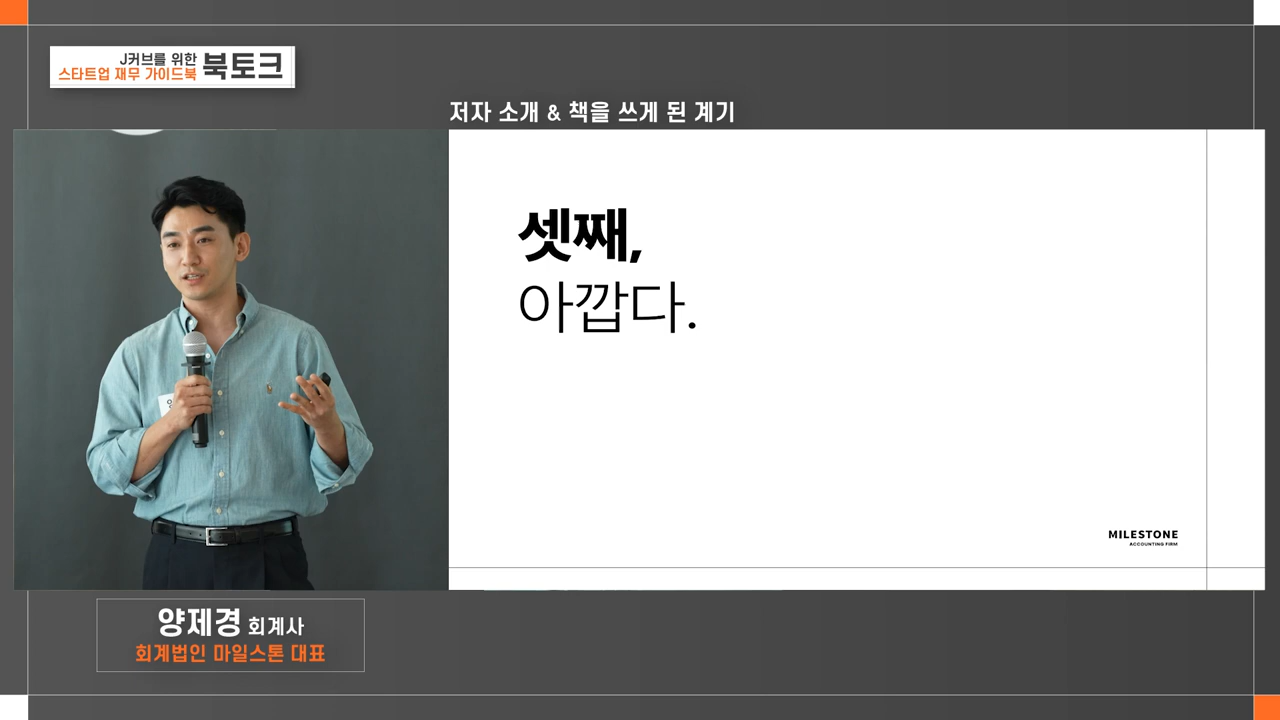 J커브를 위한
스타트업 재무 가이드북
북토크
저자 소개 & 책을 쓰게 된 계기
셋째,
아깝다.
MILESTONE
ACCOUNTING FIRM
양제경 회계사
회계법인 마일스톤 대표